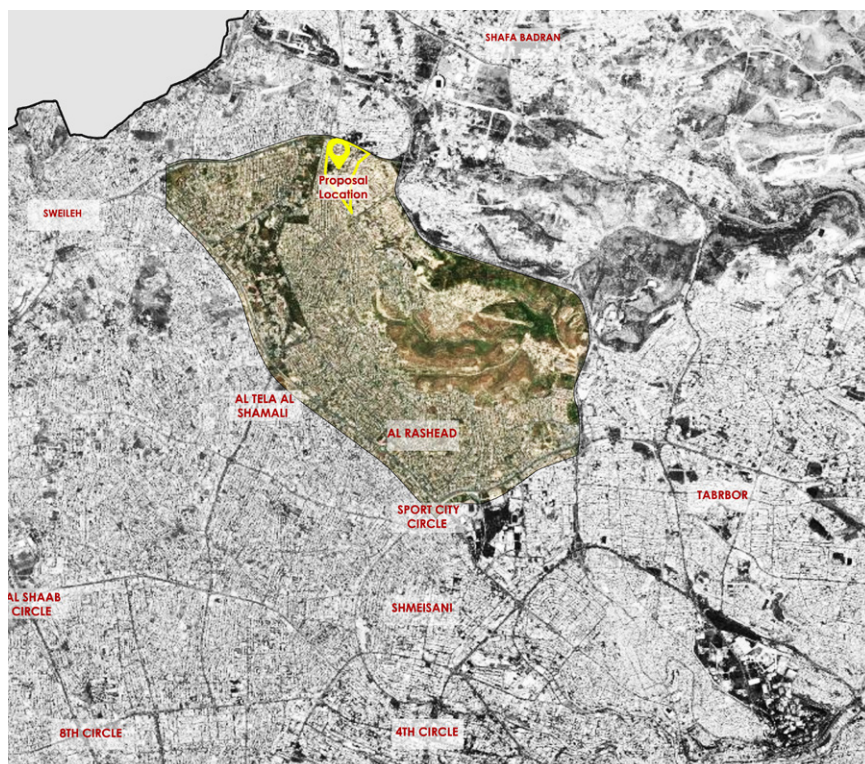 SHAFA BADRAN
Proposal
Location
SWEILEH
AL TELA AL
SHAMALI
AL RASHEAD
TABRBOR
SPORT CITY
CIRCLE
AL SHAAB
CIRCLE
SHMEISANI
8TH CIRCLE
4TH CIRCLE